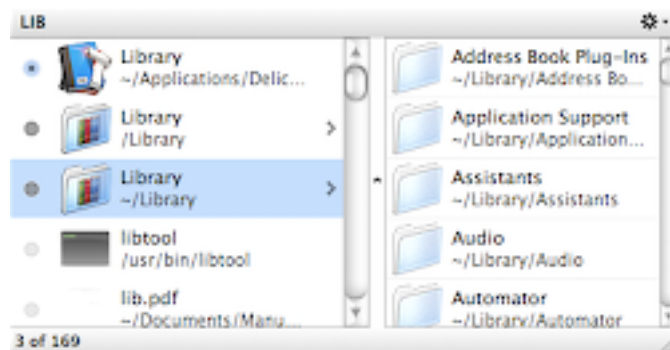 LIB
Library
~/Applications/Delic...
Library
/Library
Library
~/Library
libtool
/usr/bin/libtool
lib.pdf
~/Documents/Manu...
Address Book Plug-Ins
~/Library/Address Bo...
Application Support
~/Library/Application...
Assistants
~/Library/Assistants
Audio
~/Library/Audio
Automator
~/Library/Automator
3 of 169